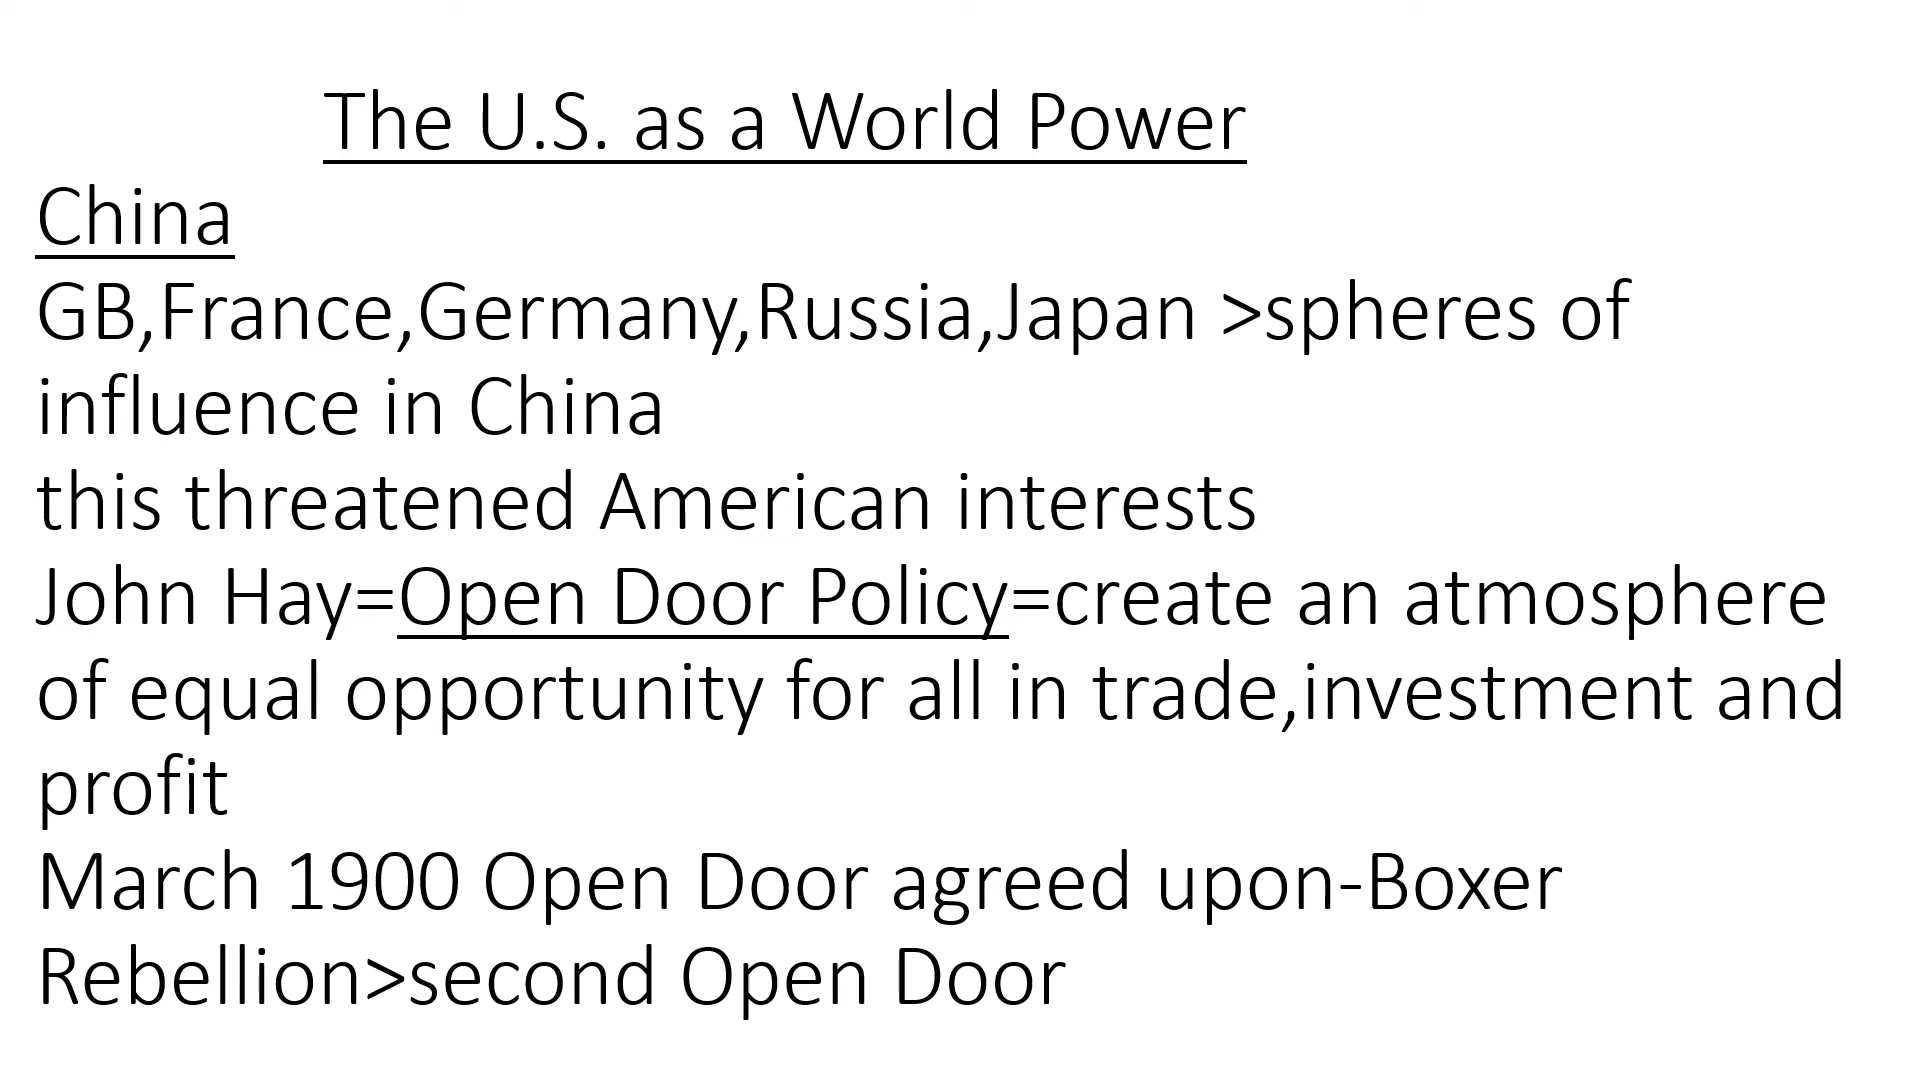 The U.S. as a World Power
China
GB,France,Germany,Russia,Japan >spheres of
influence in China
this threatened American interests
John Hay=Open Door Policy=create an atmosphere
of equal opportunity for all in trade,investment and
profit
March 1900 Open Door agreed upon-Boxer
Rebellion>second Open Door